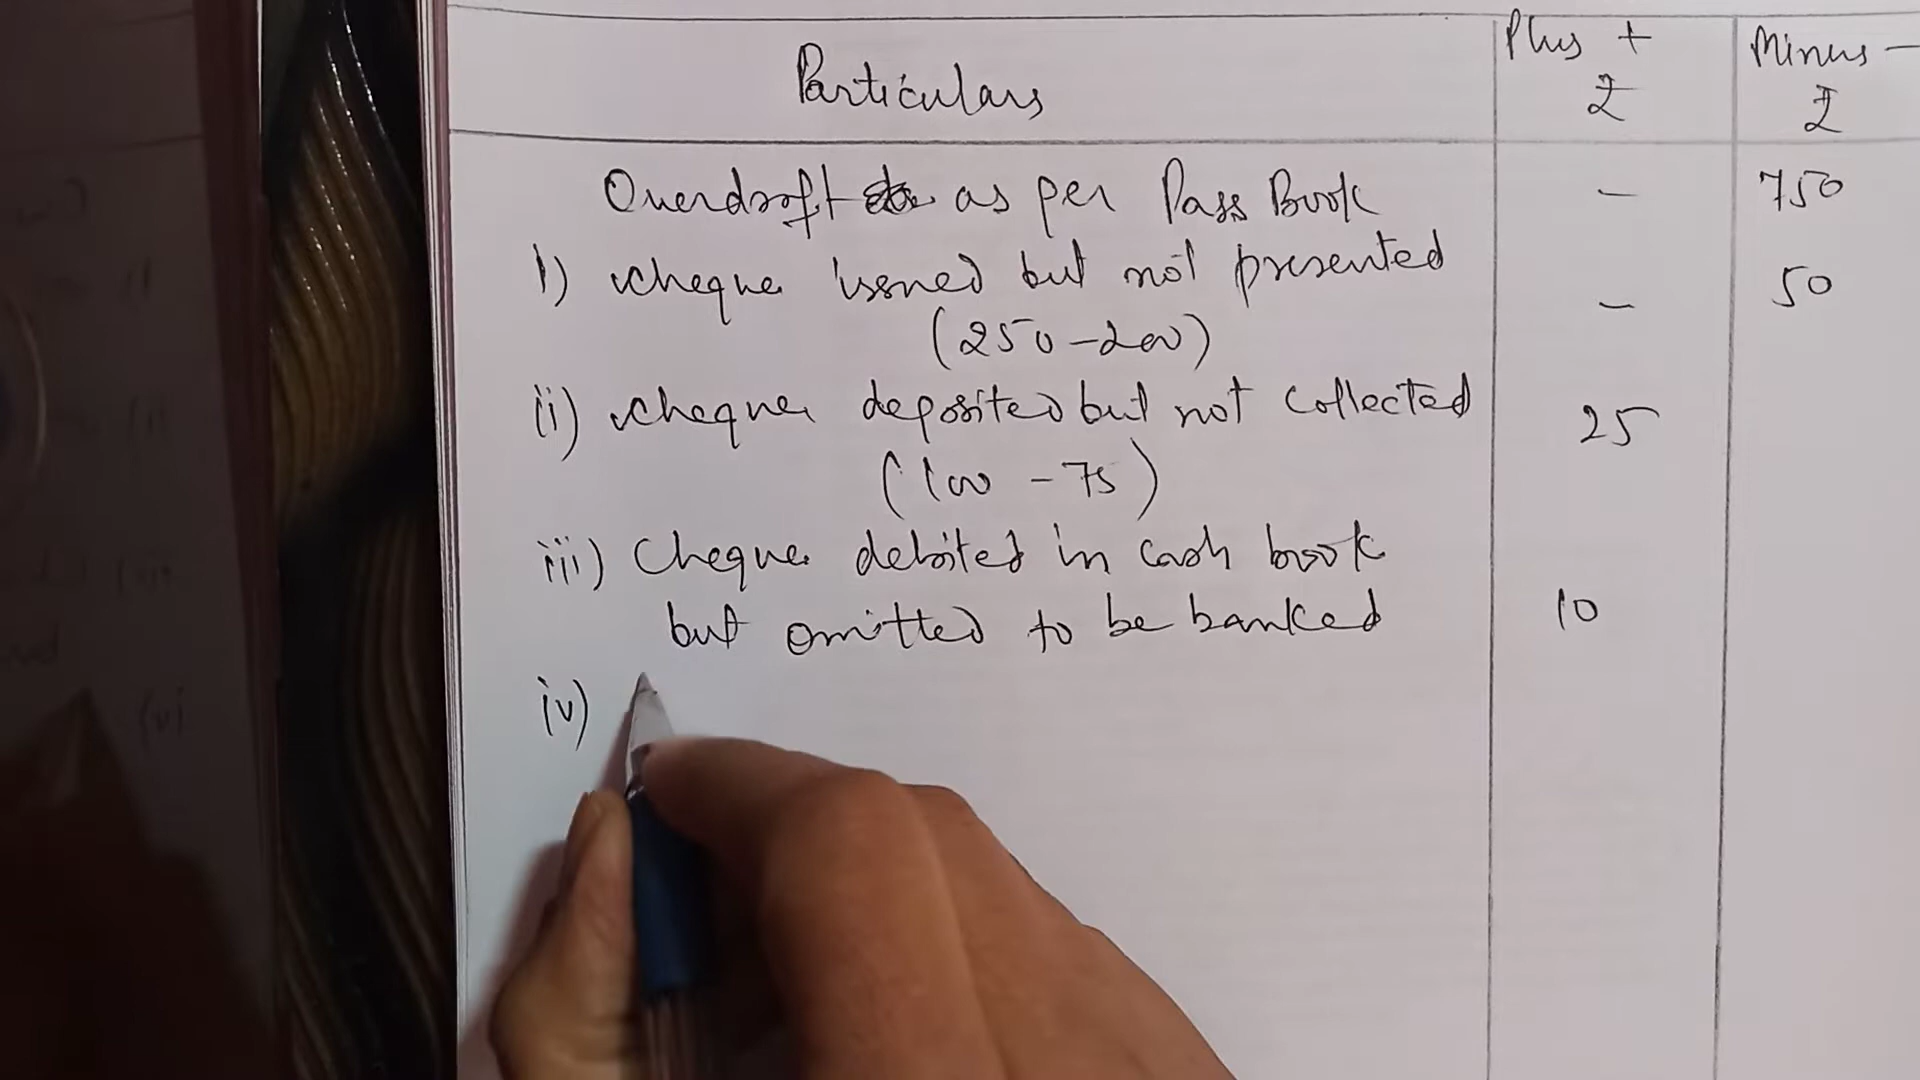 Particulars
Plus +
₹
Minus -
₹
Overdraft as per Pass Book - 750
i) cheque issued but not presented - 50
(250-200)
(ii) cheque deposited but not collected 25
(100 - 75)
iii) Cheque debited in cash book
but omitted to be banked 10
iv)